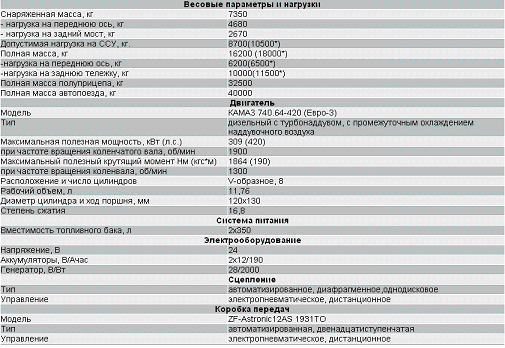 Весовые параметры и нагрузки
Снаряженная масса, кг 7350
- нагрузка на переднюю ось, кг 4680
- нагрузка на задний мост, кг 2670
Допустимая нагрузка на ССУ, кг. 8700(10500*)
Полная масса, кг 16200 (18000*)
-нагрузка на переднюю ось, кг 6200(6500*)
-нагрузка на заднюю тележку, кг 10000(11500*)
Полная масса полуприцепа, кг 32500
Полная масса автопоезда, кг 40000
Двигатель
Модель КАМАЗ 740.64-420 (Евро-3)
Тип дизельный с турбонаддувом, с промежуточным охлаждением
наддувочного воздуха
Максимальная полезная мощность, кВт (л.с.) 309 (420)
при частоте вращения коленчатого вала, об/мин 1900
Максимальный полезный крутящий момент Нм (кгс*м) 1864 (190)
при частоте вращения коленвала, об/мин 1300
Расположение и число цилиндров V-образное, 8
Рабочий объем, л 11,76
Диаметр цилиндра и ход поршня, мм 120x130
Степень сжатия 16,8
Система питания
Вместимость топливного бака, л 2x350
Электрооборудование
Напряжение, В 24
Аккумуляторы, В/Ачас 2x12/190
Генератор, В/Вт 28/2000
Сцепление
Тип автоматизированное, диафрагменное,однодисковое
Управление электропневматическое, дистанционное
Коробка передач
Модель ZF-Astronic12AS 1931TO
Тип автоматизированная, двенадцатиступенчатая
Управление электропневматическое, дистанционное